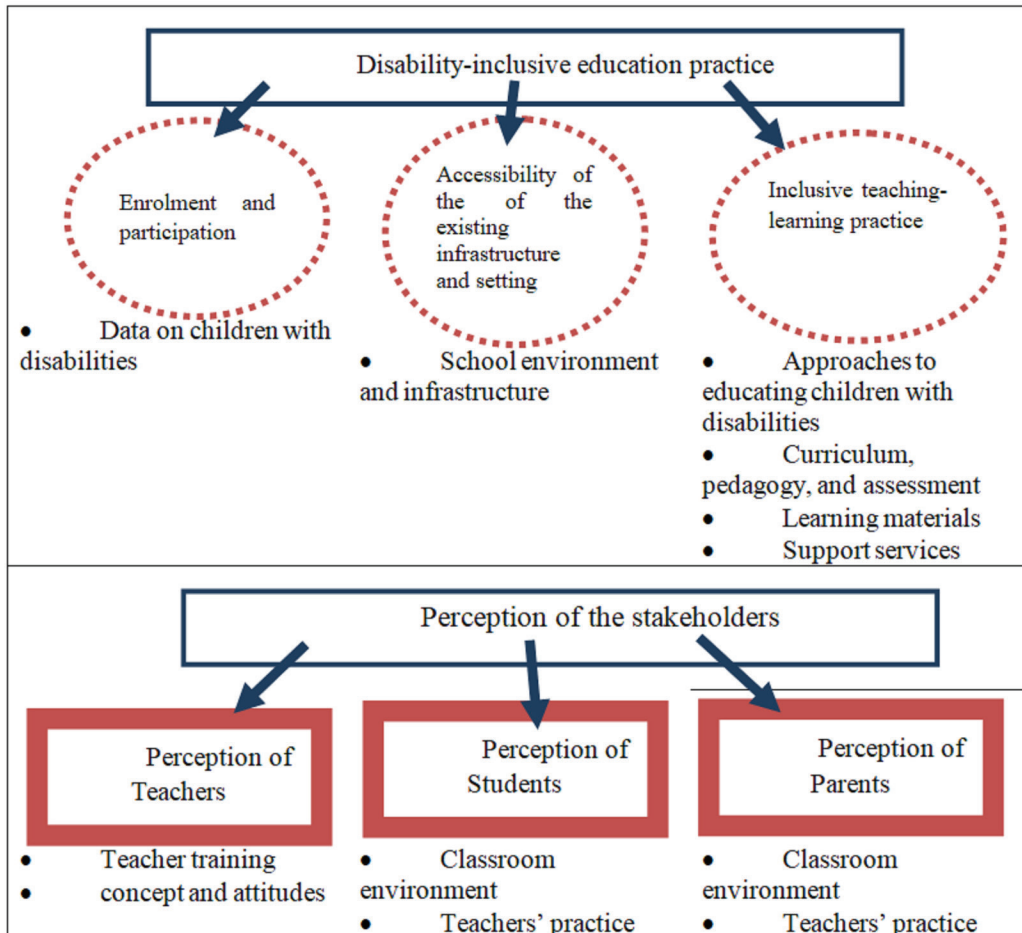 Disability-inclusive education practice
Enrolment and
participation
Accessibility of
the of the
existing
infrastructure
and setting
Inclusive teaching-
learning practice
● Data on children with
disabilities
● School environment
and infrastructure
● Approaches to
educating children with
disabilities
● Curriculum,
pedagogy, and assessment
● Learning materials
● Support services
Perception of the stakeholders
Perception of
Teachers
Perception of
Students
Perception of
Parents
● Teacher training
● concept and attitudes
● Classroom
environment
● Teachers’ practice
● Classroom
environment
● Teachers’ practice